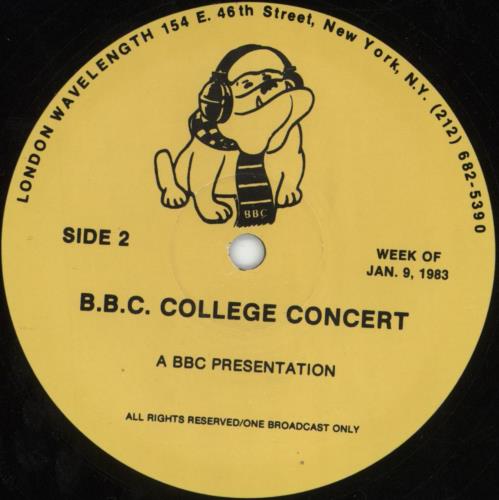 LONDON WAVELENGTH 154 E. 46th Street, New York, N.Y. (212) 682-5390
BBC
SIDE 2
WEEK OF
JAN. 9, 1983
B.B.C. COLLEGE CONCERT
A BBC PRESENTATION
ALL RIGHTS RESERVED/ONE BROADCAST ONLY